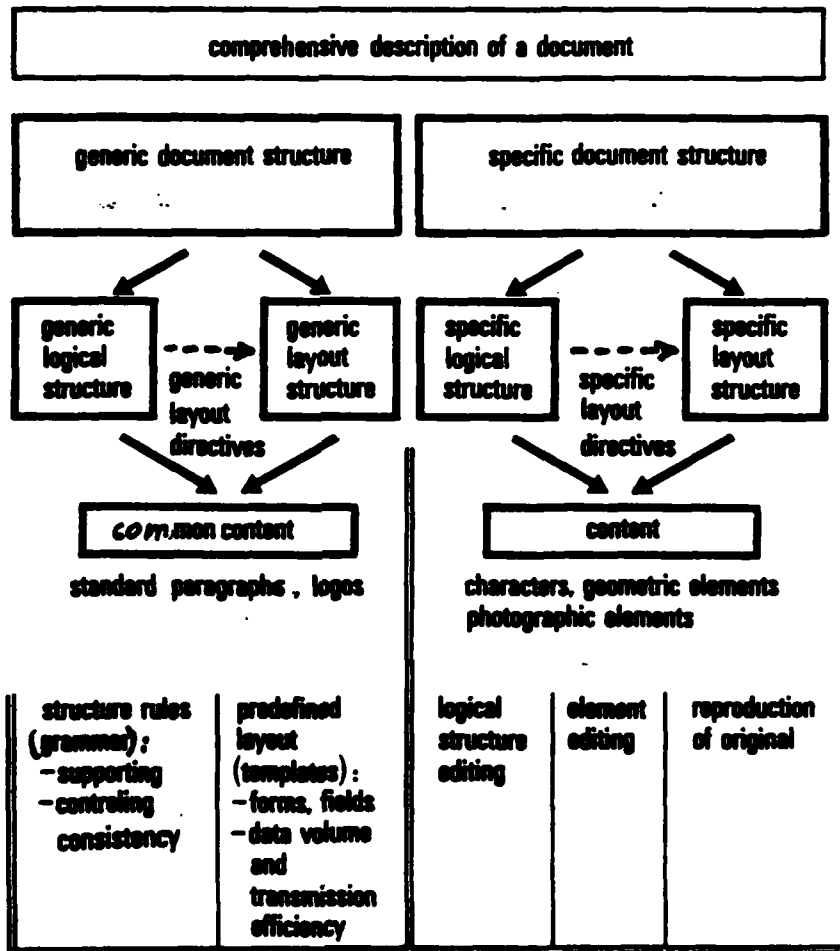 comprehensive description of a document
generic document structure
specific document structure
generic
logical
structure
generic
layout
directives
generic
layout
structure
specific
logical
structure
specific
layout
directives
specific
layout
structure
common content
content
standard paragraphs, logos
characters, geometric elements
photographic elements
structure rules
(grammer):
-supporting
-controling
consistency
predefined
layout
(templates):
-forms, fields
-data volume
and
transmission
efficiency
logical
structure
editing
element
editing
reproduction
of original